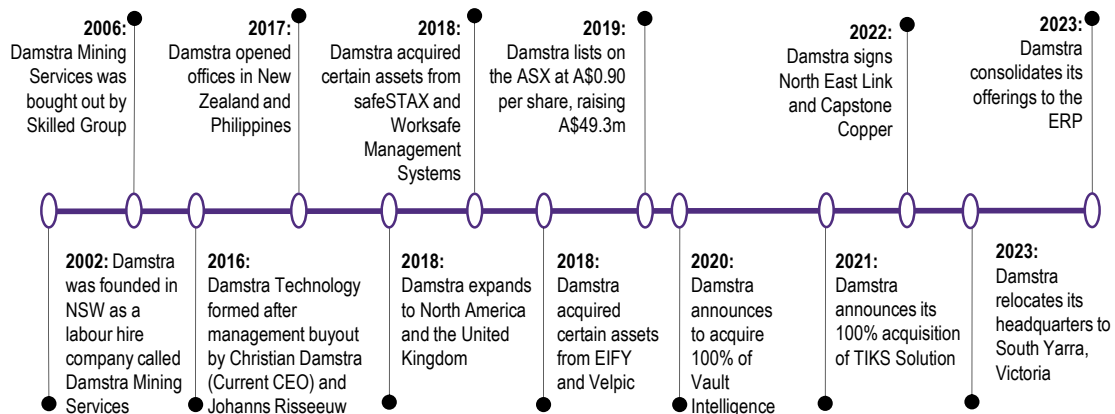 2006:
Damstra Mining
Services was
bought out by
Skilled Group
2017:
Damstra opened
offices in New
Zealand and
Philippines
2018:
Damstra acquired
certain assets from
safeSTAX and
Worksafe
Management
Systems
2019:
Damstra lists on
the ASX at A$0.90
per share, raising
A$49.3m
2022:
Damstra signs
North East Link
and Capstone
Copper
2023:
Damstra
consolidates its
offerings to the
ERP
2002: Damstra
was founded in
NSW as a
labour hire
company called
Damstra Mining
Services
2016:
Damstra Technology
formed after
management buyout
by Christian Damstra
(Current CEO) and
Johanns Risseeuw
2018:
Damstra expands
to North America
and the United
Kingdom
2018:
Damstra
acquired
certain assets
from EIFY
and Velpic
2020:
Damstra
announces
to acquire
100% of
Vault
Intelligence
2021:
Damstra
announces its
100% acquisition
of TIKS Solution
2023:
Damstra
relocates its
headquarters to
South Yarra,
Victoria